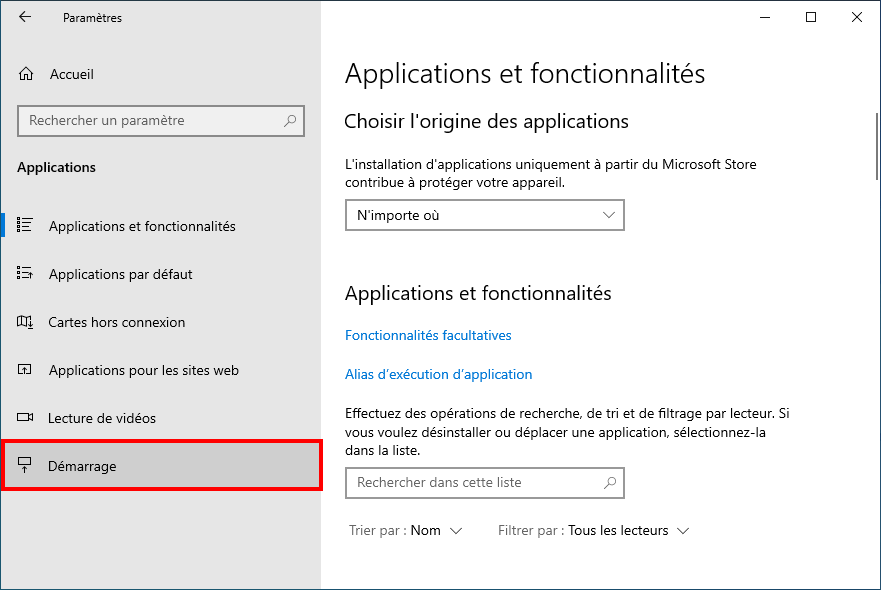 Paramètres
Accueil
Rechercher un paramètre
Applications
Applications et fonctionnalités
Applications par défaut
Cartes hors connexion
Applications pour les sites web
Lecture de vidéos
Démarrage
Applications et fonctionnalités
Choisir l'origine des applications
L'installation d'applications uniquement à partir du Microsoft Store
contribue à protéger votre appareil.
N'importe où
Applications et fonctionnalités
Fonctionnalités facultatives
Alias d’exécution d’application
Effectuez des opérations de recherche, de tri et de filtrage par lecteur. Si
vous voulez désinstaller ou déplacer une application, sélectionnez-la
dans la liste.
Rechercher dans cette liste
Trier par : Nom Filtrer par : Tous les lecteurs